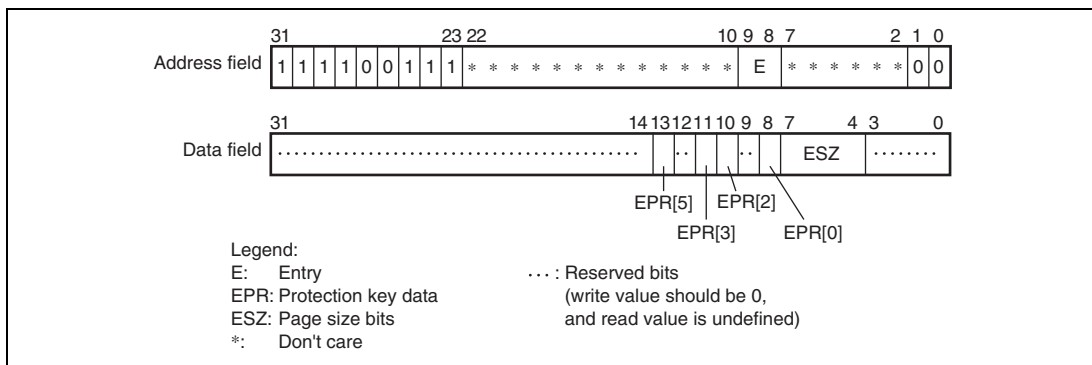 31 23 22 10 9 8 7 2 1 0
Address field 1 1 1 1 0 0 1 1 1 * * * * * * * * * * * * * E * * * * * * 0 0
31 14 13 12 11 10 9 8 7 4 3 0
Data field ESZ
EPR[5] EPR[2]
EPR[3] EPR[0]
Legend:
E: Entry ··· : Reserved bits
EPR: Protection key data (write value should be 0,
ESZ: Page size bits and read value is undefined)
*: Don't care